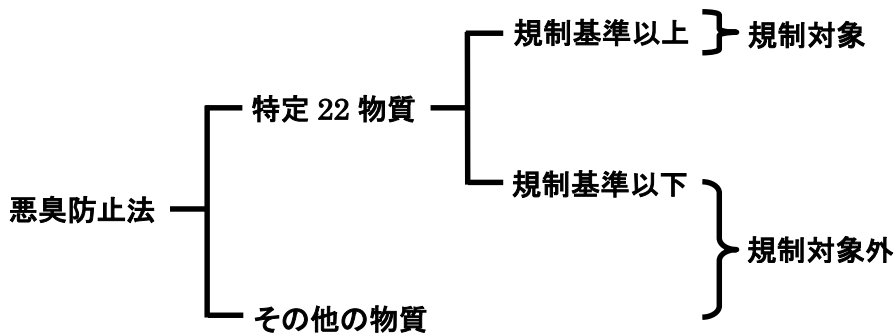 規制基準以上
規制対象
特定 22 物質
規制基準以下
悪臭防止法
規制対象外
その他の物質